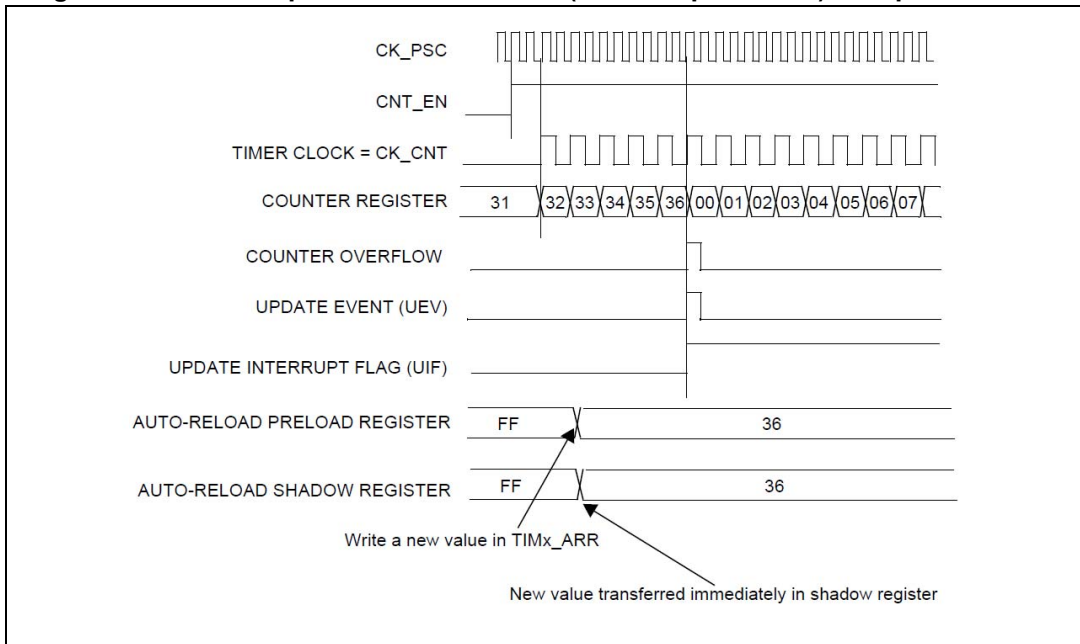 CK_PSC
CNT_EN
TIMER CLOCK = CK_CNT
COUNTER REGISTER 31 32 33 34 35 36 00 01 02 03 04 05 06 07
COUNTER OVERFLOW
UPDATE EVENT (UEV)
UPDATE INTERRUPT FLAG (UIF)
AUTO-RELOAD PRELOAD REGISTER FF 36
AUTO-RELOAD SHADOW REGISTER FF 36
Write a new value in TIMx_ARR
New value transferred immediately in shadow register